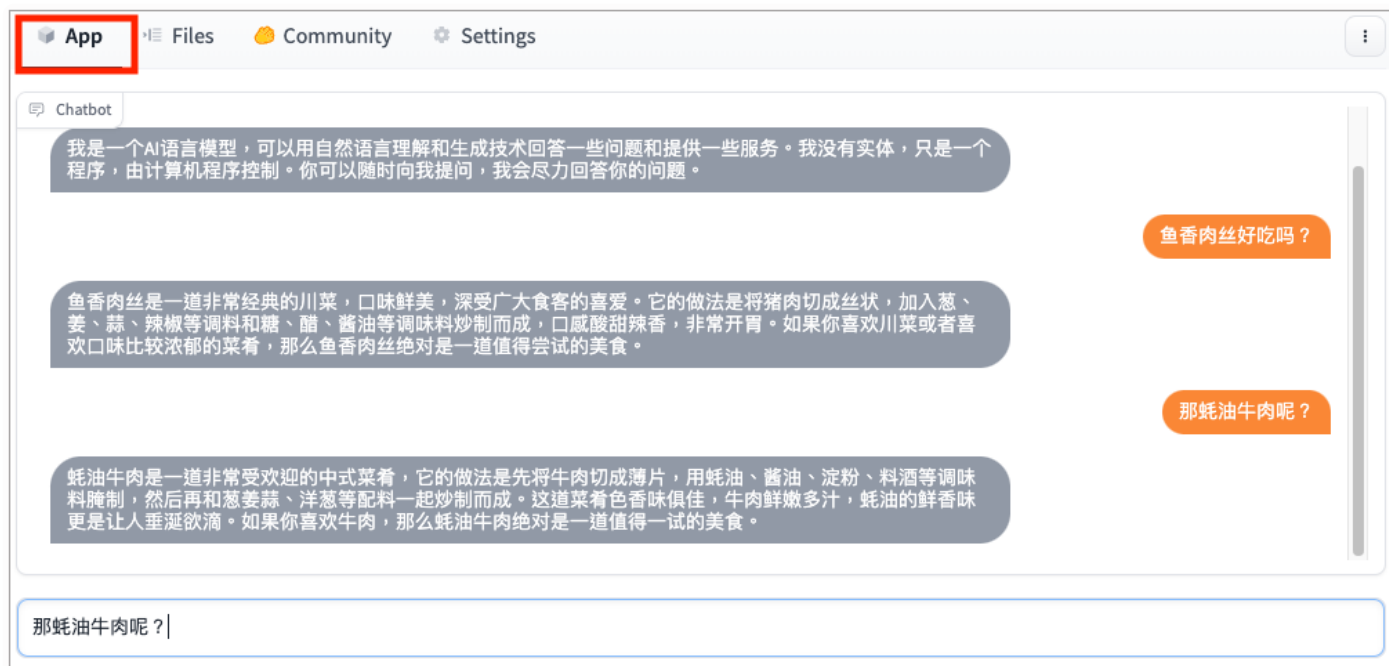 App Files Community Settings
Chatbot
我是一个AI语言模型，可以用自然语言理解和生成技术回答一些问题和提供一些服务。我没有实体，只是一个
程序，由计算机程序控制。你可以随时向我提问，我会尽力回答你的问题。
鱼香肉丝好吃吗？
鱼香肉丝是一道非常经典的川菜，口味鲜美，深受广大食客的喜爱。它的做法是将猪肉切成丝状，加入葱、
姜、蒜、辣椒等调料和糖、醋、酱油等调味料炒制而成，口感酸甜辣香，非常开胃。如果你喜欢川菜或者喜
欢口味比较浓郁的菜肴，那么鱼香肉丝绝对是一道值得尝试的美食。
那蚝油牛肉呢？
蚝油牛肉是一道非常受欢迎的中式菜肴，它的做法是先将牛肉切成薄片，用蚝油、酱油、淀粉、料酒等调味
料腌制，然后再和葱姜蒜、洋葱等配料一起炒制而成。这道菜肴色香味俱佳，牛肉鲜嫩多汁，蚝油的鲜香味
更是让人垂涎欲滴。如果你喜欢牛肉，那么蚝油牛肉绝对是一道值得一试的美食。
那蚝油牛肉呢？